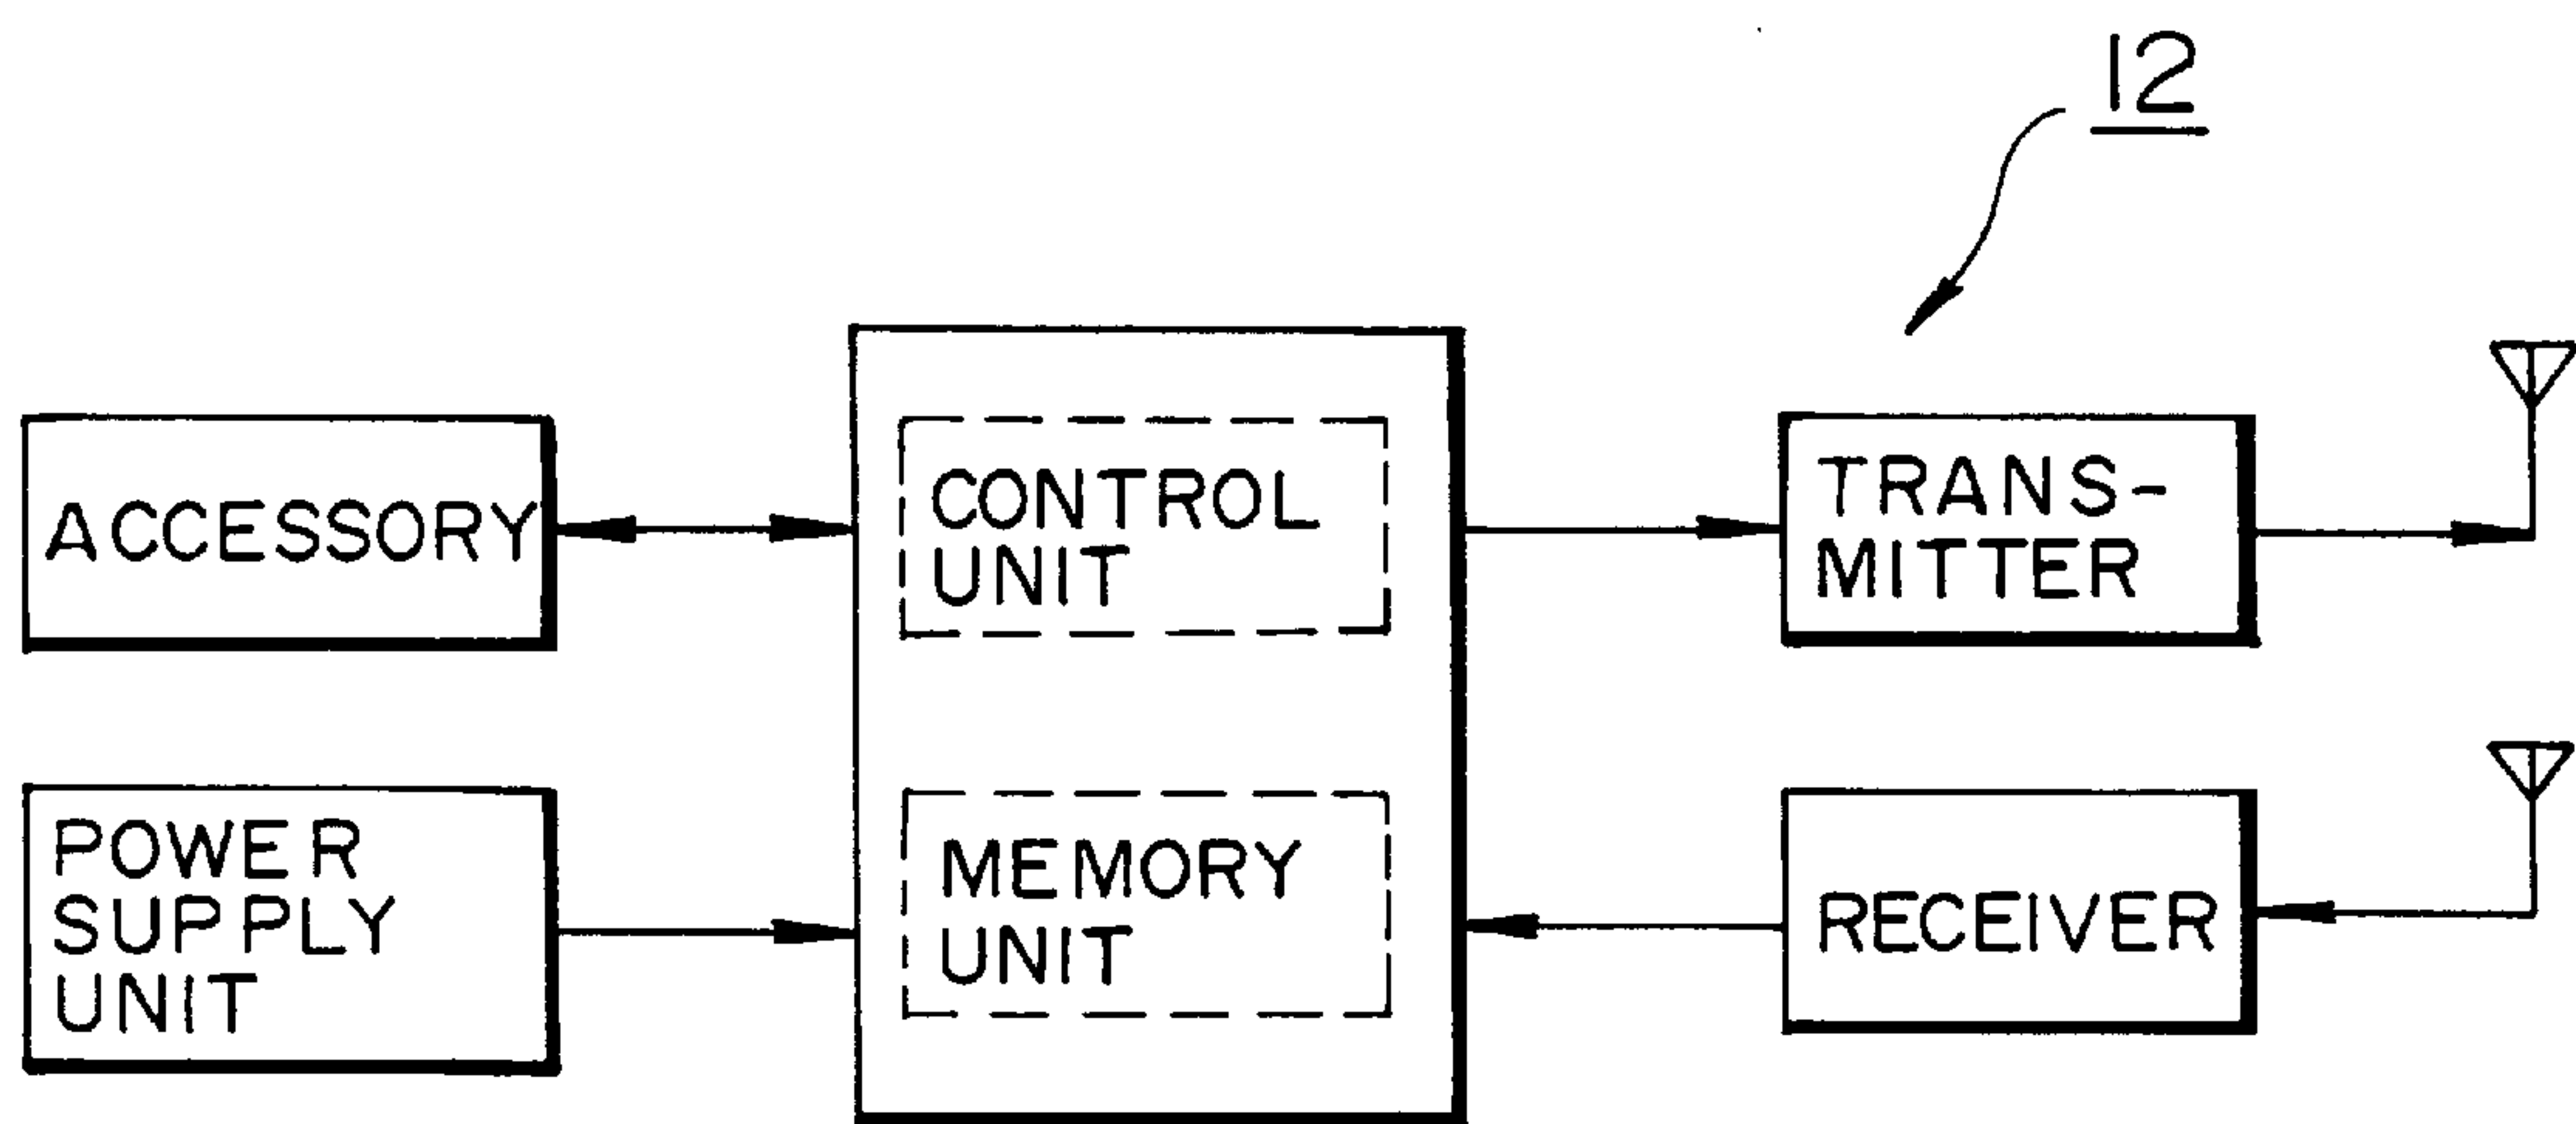 12
ACCESSORY
CONTROL
UNIT
TRANS-
MITTER
POWER
SUPPLY
UNIT
MEMORY
UNIT
RECEIVER